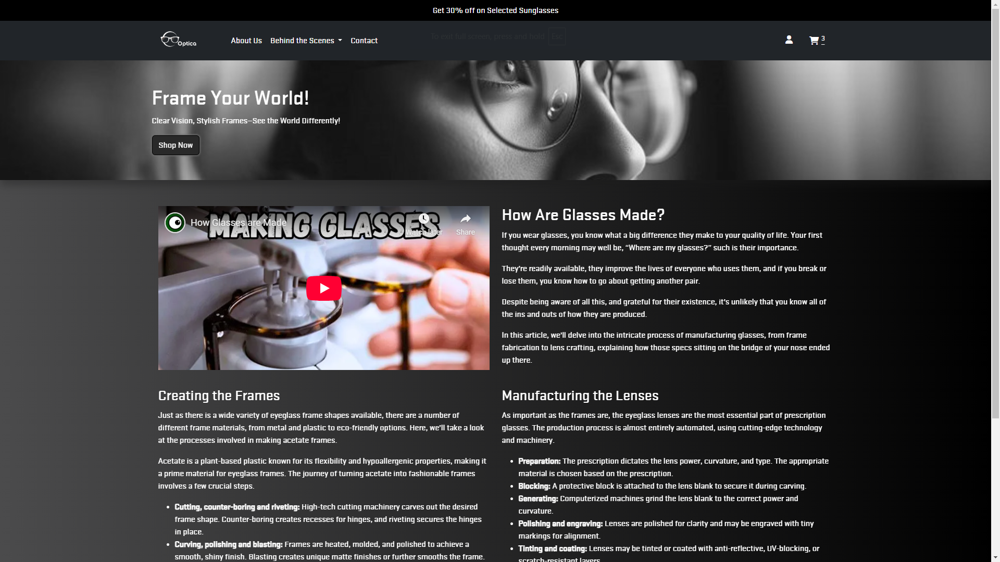 Get 30% off on Selected Sunglasses
Optica
About Us
Behind the Scenes
Contact
To exit full screen, press and hold Esc
3
Frame Your World!
Clear Vision, Stylish Frames—See the World Differently!
Shop Now
MAKING GLASSES
How Glasses are Made
Watch later
Share
How Are Glasses Made?
If you wear glasses, you know what a big difference they make to your quality of life. Your first
thought every morning may well be, “Where are my glasses?” such is their importance.
They’re readily available, they improve the lives of everyone who uses them, and if you break or
lose them, you know how to go about getting another pair.
Despite being aware of all this, and grateful for their existence, it’s unlikely that you know all of
the ins and outs of how they are produced.
In this article, we’ll delve into the intricate process of manufacturing glasses, from frame
fabrication to lens crafting, explaining how those specs sitting on the bridge of your nose ended
up there.
Creating the Frames
Just as there is a wide variety of eyeglass frame shapes available, there are a number of
different frame materials, from metal and plastic to eco-friendly options. Here, we’ll take a look
at the processes involved in making acetate frames.
Acetate is a plant-based plastic known for its flexibility and hypoallergenic properties, making it
a prime material for eyeglass frames. The journey of turning acetate into fashionable frames
involves a few crucial steps.
• Cutting, counter-boring and riveting: High-tech cutting machinery carves out the desired
frame shape. Counter-boring creates recesses for hinges, and riveting secures the hinges
in place.
• Curving, polishing and blasting: Frames are heated, molded, and polished to achieve a
smooth, shiny finish. Blasting creates unique matte finishes or further smooths the frame.
Manufacturing the Lenses
As important as the frames are, the eyeglass lenses are the most essential part of prescription
glasses. The production process is almost entirely automated, using cutting-edge technology
and machinery.
• Preparation: The prescription dictates the lens power, curvature, and type. The appropriate
material is chosen based on the prescription.
• Blocking: A protective block is attached to the lens blank to secure it during carving.
• Generating: Computerized machines grind the lens blank to the correct power and
curvature.
• Polishing and engraving: Lenses are polished for clarity and may be engraved with tiny
markings for alignment.
• Tinting and coating: Lenses may be tinted or coated with anti-reflective, UV-blocking, or
scratch-resistant layers.